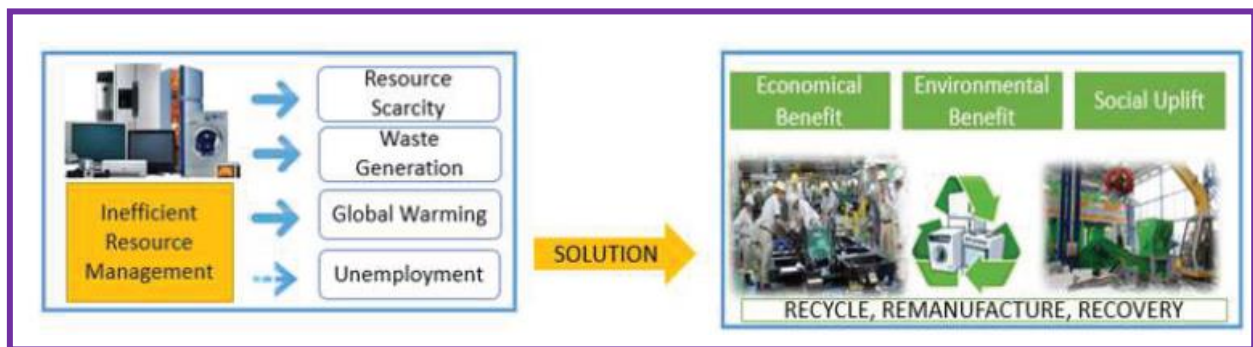 Resource
Scarcity
Waste
Generation
Inefficient
Resource
Management
Global Warming
Unemployment
SOLUTION
Economical
Benefit
Environmental
Benefit
Social Uplift
RECYCLE, REMANUFACTURE, RECOVERY